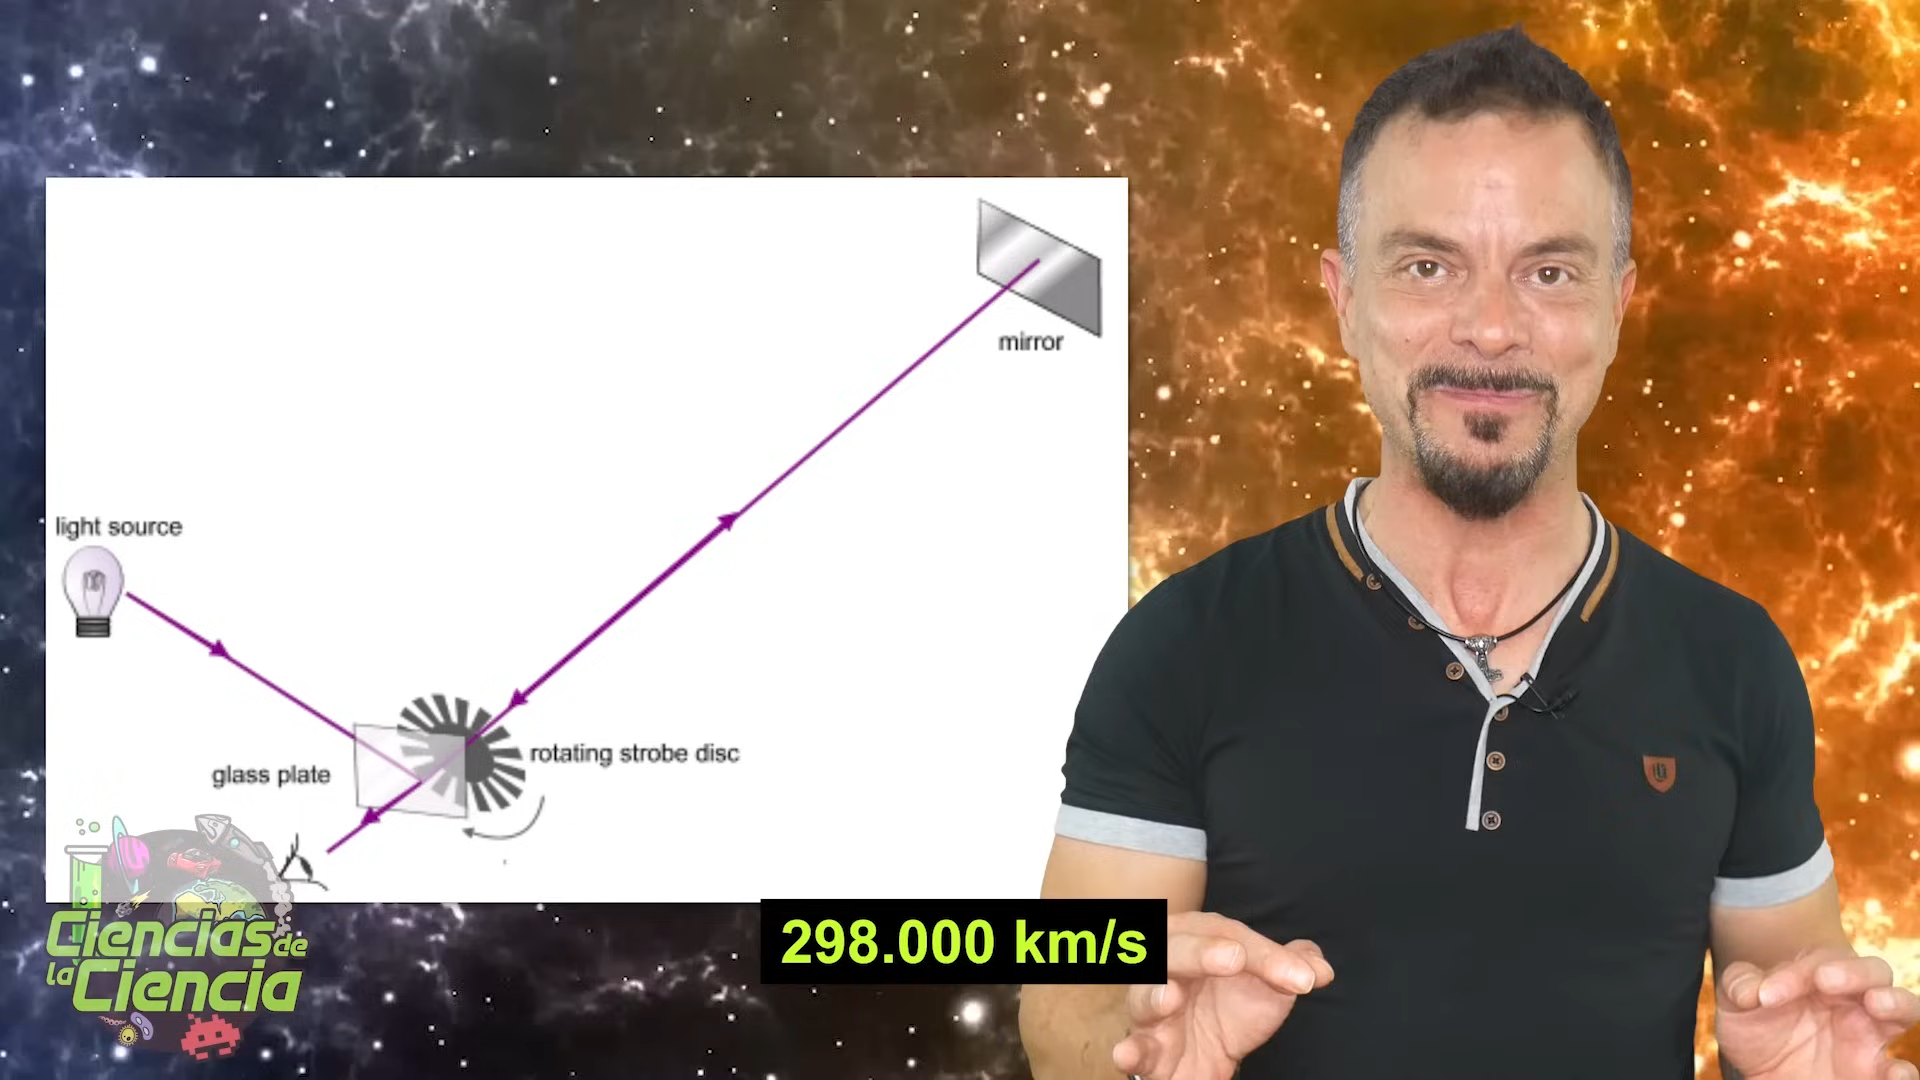 mirror
light source
rotating strobe disc
glass plate
298.000 km/s
Ciencias de
la Ciencia